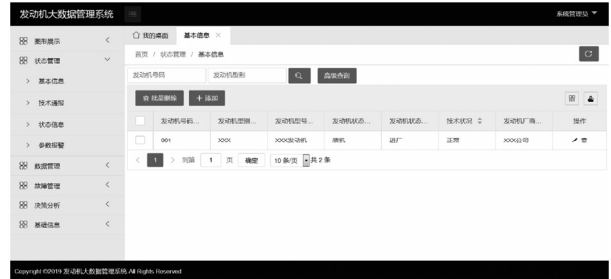 发动机大数据管理系统
系统管理员
图形展示
状态管理
基本信息
技术通报
状态信息
参数报警
数据管理
故障管理
决策分析
基础信息
我的桌面 基本信息 ×
首页 / 状态管理 / 基本信息
发动机号码 发动机型别 高级查询
批量删除 + 添加
发动机号码... 发动机型别... 发动机型号... 发动机状态... 发动机状态... 技术状况 发动机厂商... 操作
001 XXX XXX发动机 进厂 正常 XXX公司
< 1 > 到第 1 页 确定 10 条/页 共 2 条
Copyright ©2019 发动机大数据管理系统 All Rights Reserved